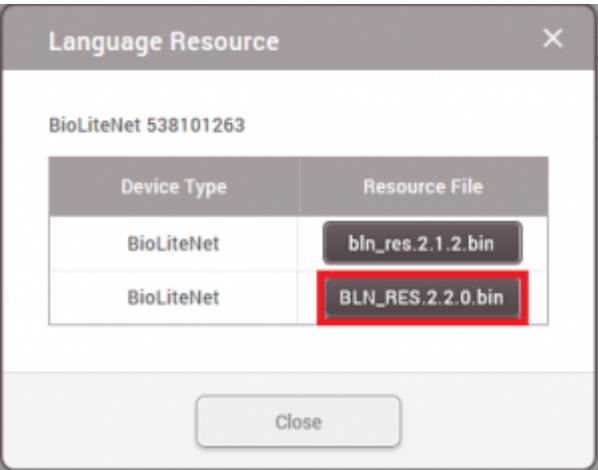 Language Resource
BioLiteNet 538101263
Device Type Resource File
BioLiteNet bln_res.2.1.2.bin
BioLiteNet BLN_RES.2.2.0.bin
Close